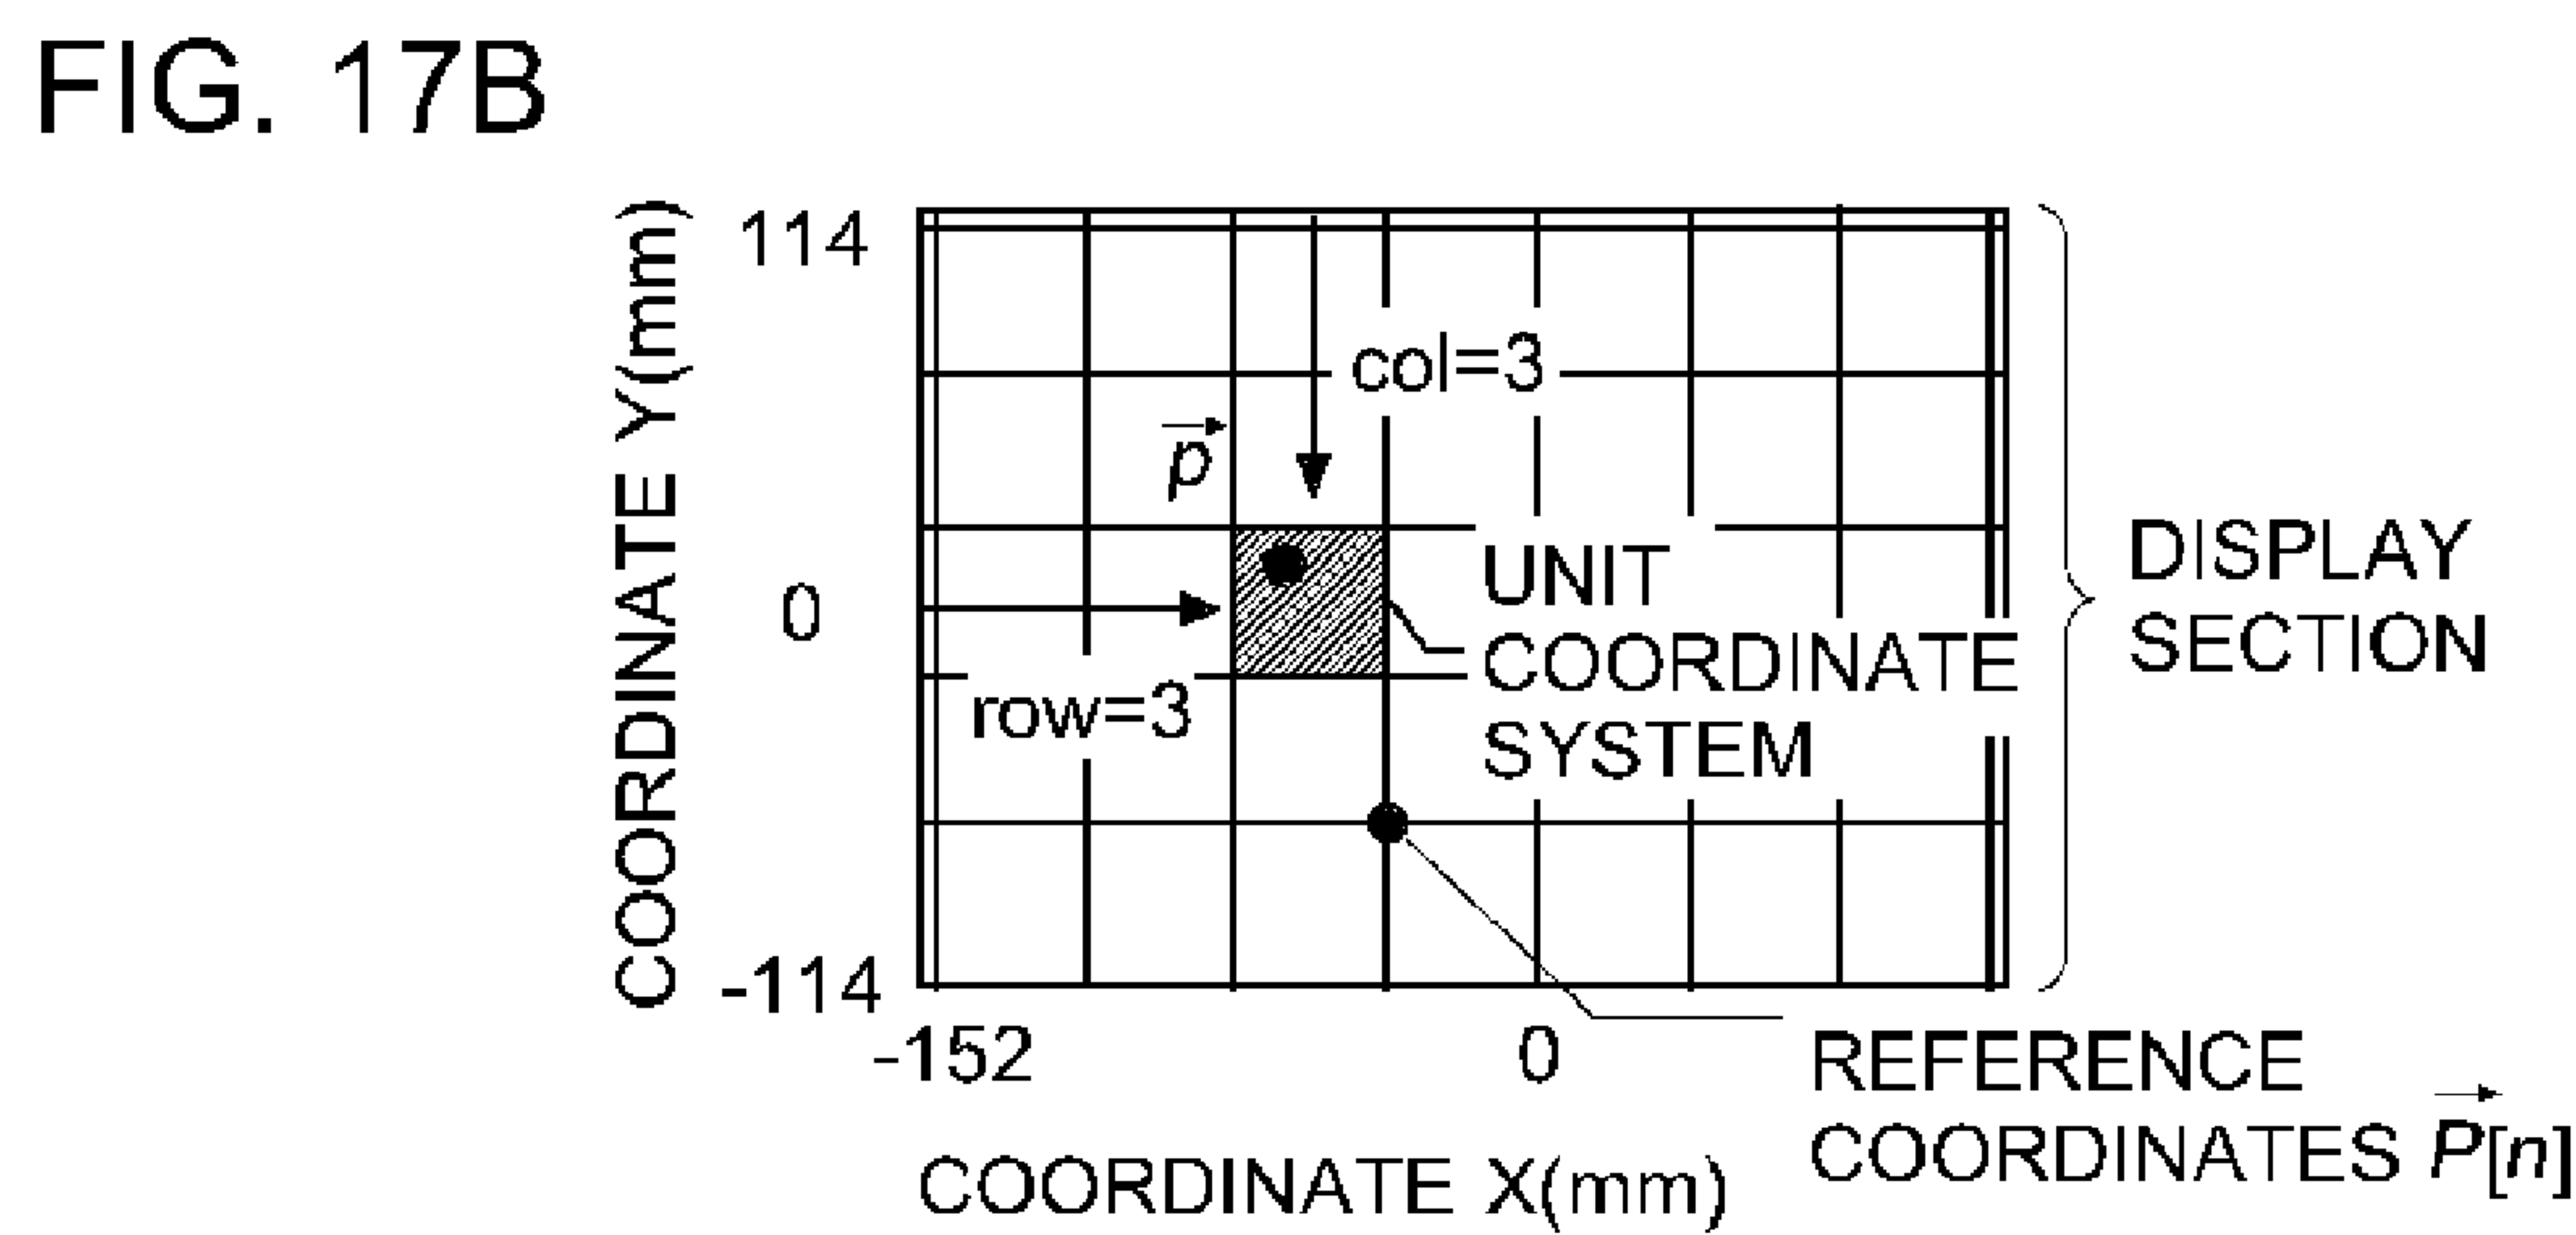 FIG. 17B
COORDINATE Y(mm)
114
0
-114
col=3
p
row=3
UNIT
COORDINATE
SYSTEM
DISPLAY
SECTION
-152
0
COORDINATE X(mm)
REFERENCE
COORDINATES P[n]